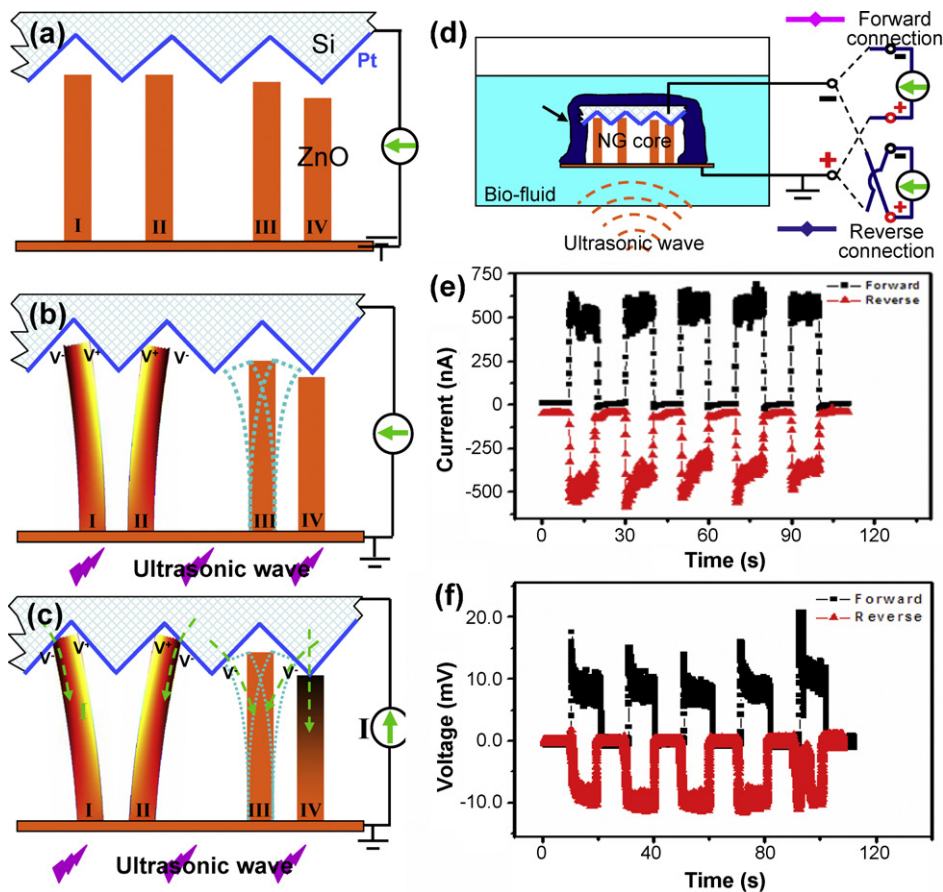 (a)
Si
Pt
ZnO
I
II
III
IV
(b)
V-
V+
V+
V-
I
II
III
IV
Ultrasonic wave
(c)
V-
V+
V+
V-
V-
V-
I
I
I
II
III
IV
Ultrasonic wave
(d)
Forward
connection
-
-
+
NG core
+
-
Bio-fluid
+
Ultrasonic wave
Reverse
connection
(e)
750
500
250
0
-250
-500
Current (nA)
Forward
Reverse
0
30
60
90
120
Time (s)
(f)
20.0
10.0
0.0
-10.0
Voltage (mV)
Forward
Reverse
0
40
80
120
Time (s)